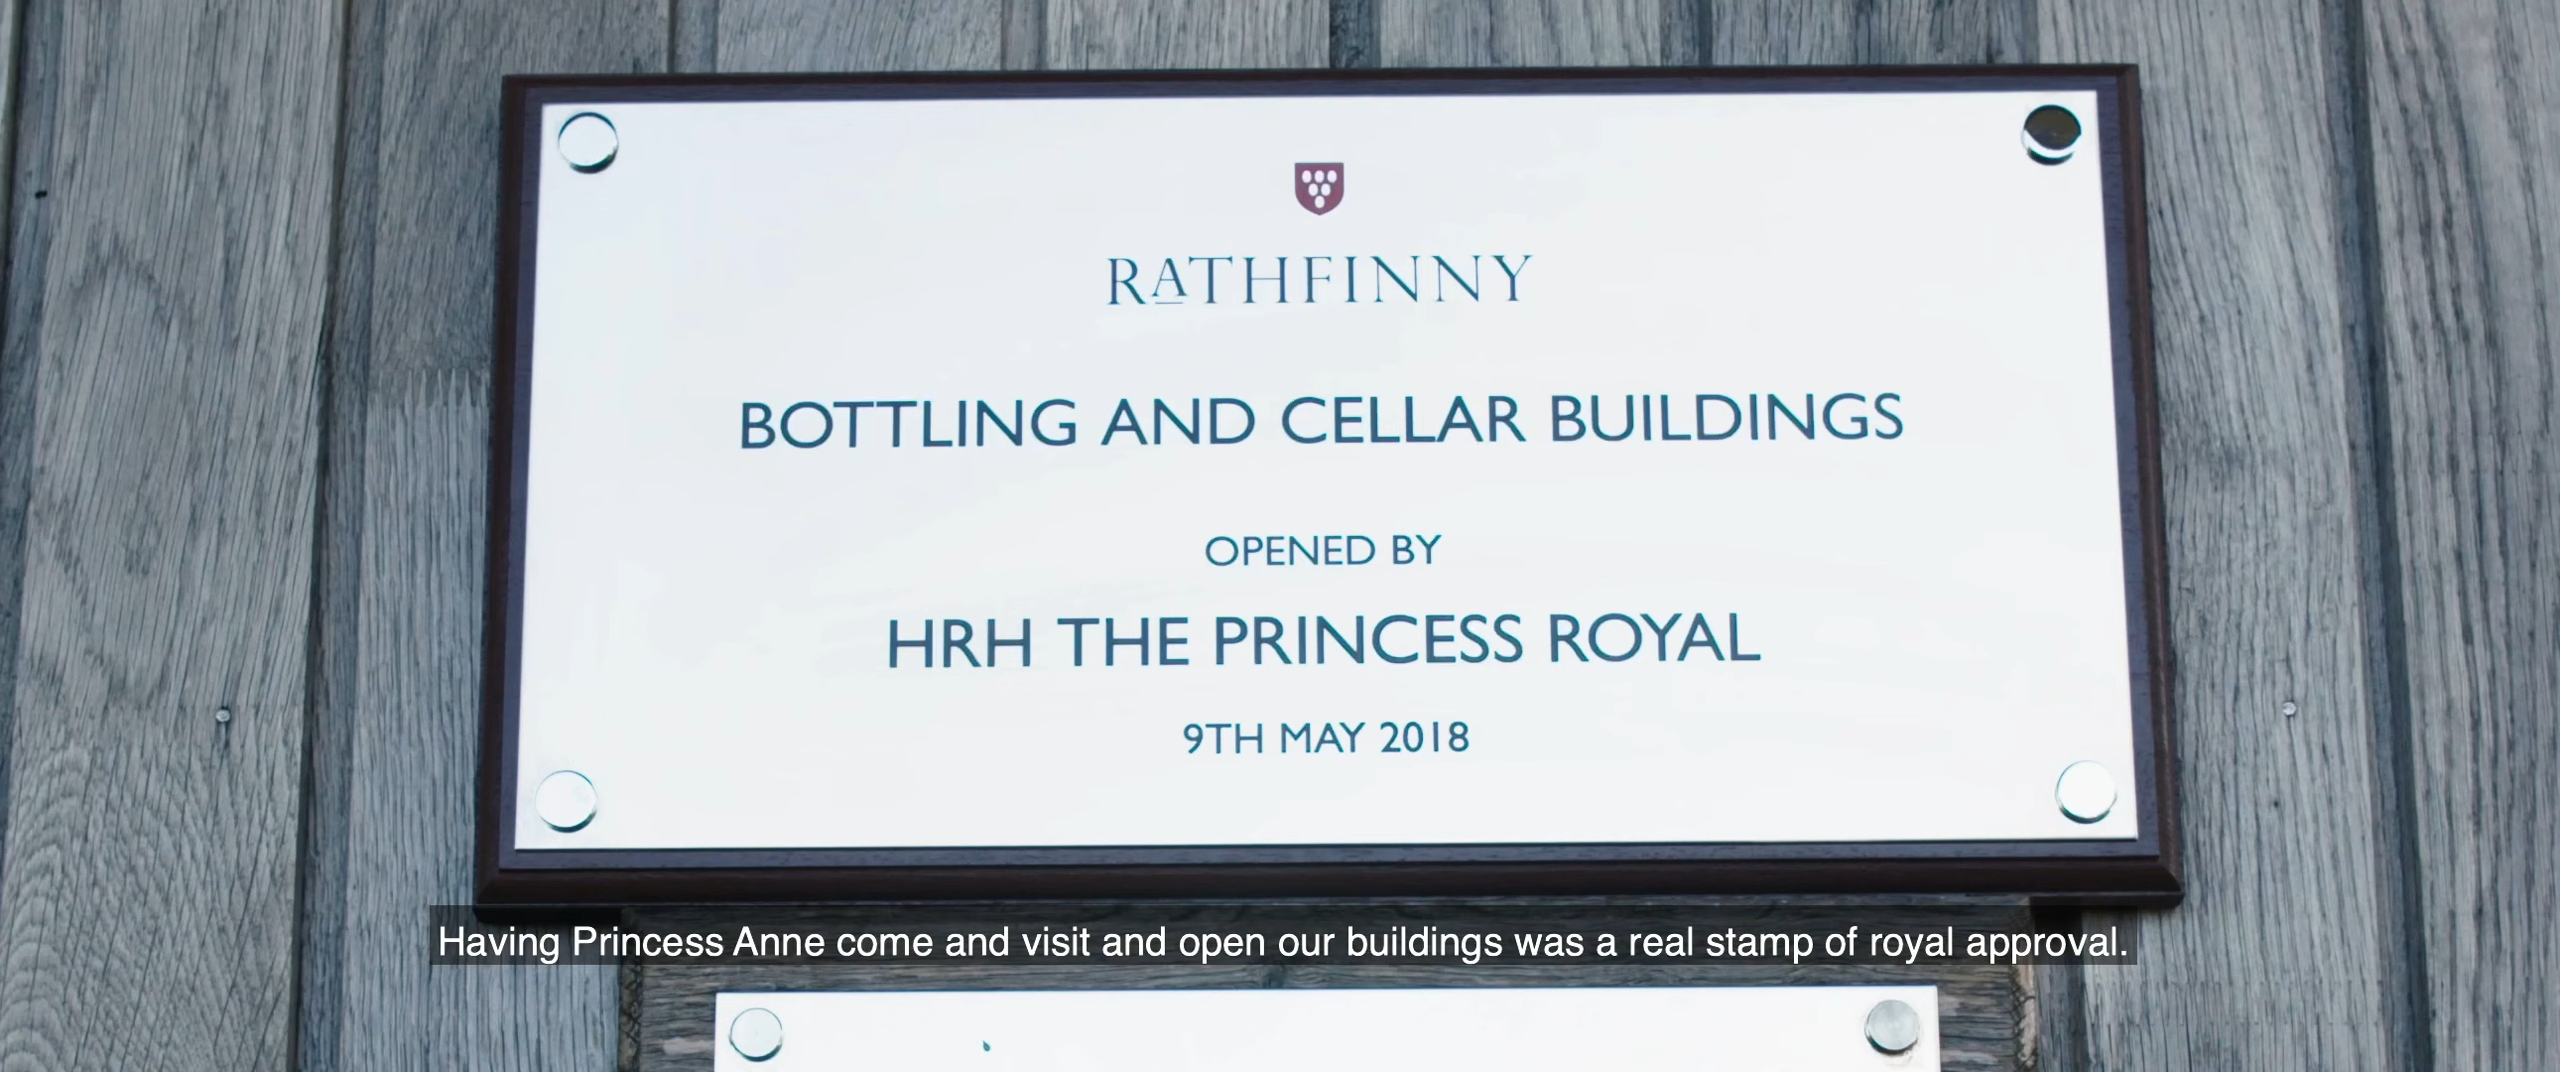 RATHFINNY
BOTTLING AND CELLAR BUILDINGS
OPENED BY
HRH THE PRINCESS ROYAL
9TH MAY 2018
Having Princess Anne come and visit and open our buildings was a real stamp of royal approval.